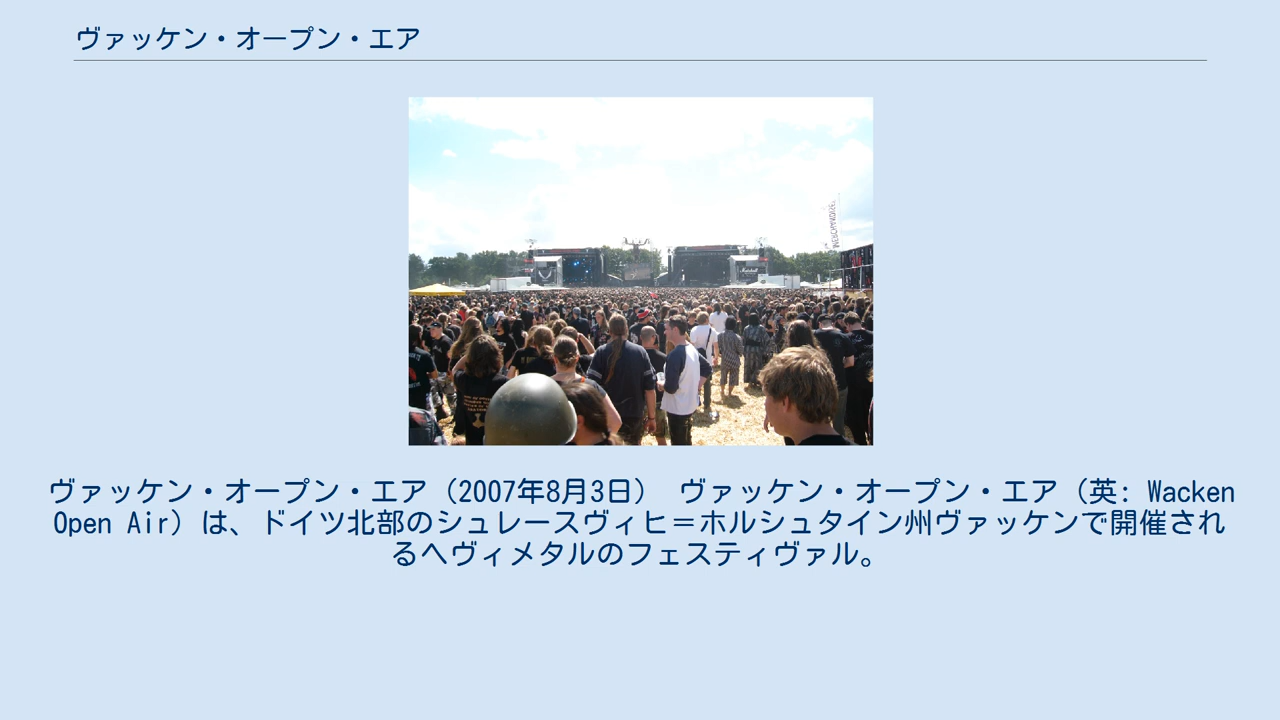 ヴァッケン・オープン・エア
ヴァッケン・オープン・エア（2007年8月3日） ヴァッケン・オープン・エア（英: Wacken
Open Air）は、ドイツ北部のシュレースヴィヒ＝ホルシュタイン州ヴァッケンで開催され
るヘヴィメタルのフェスティヴァル。